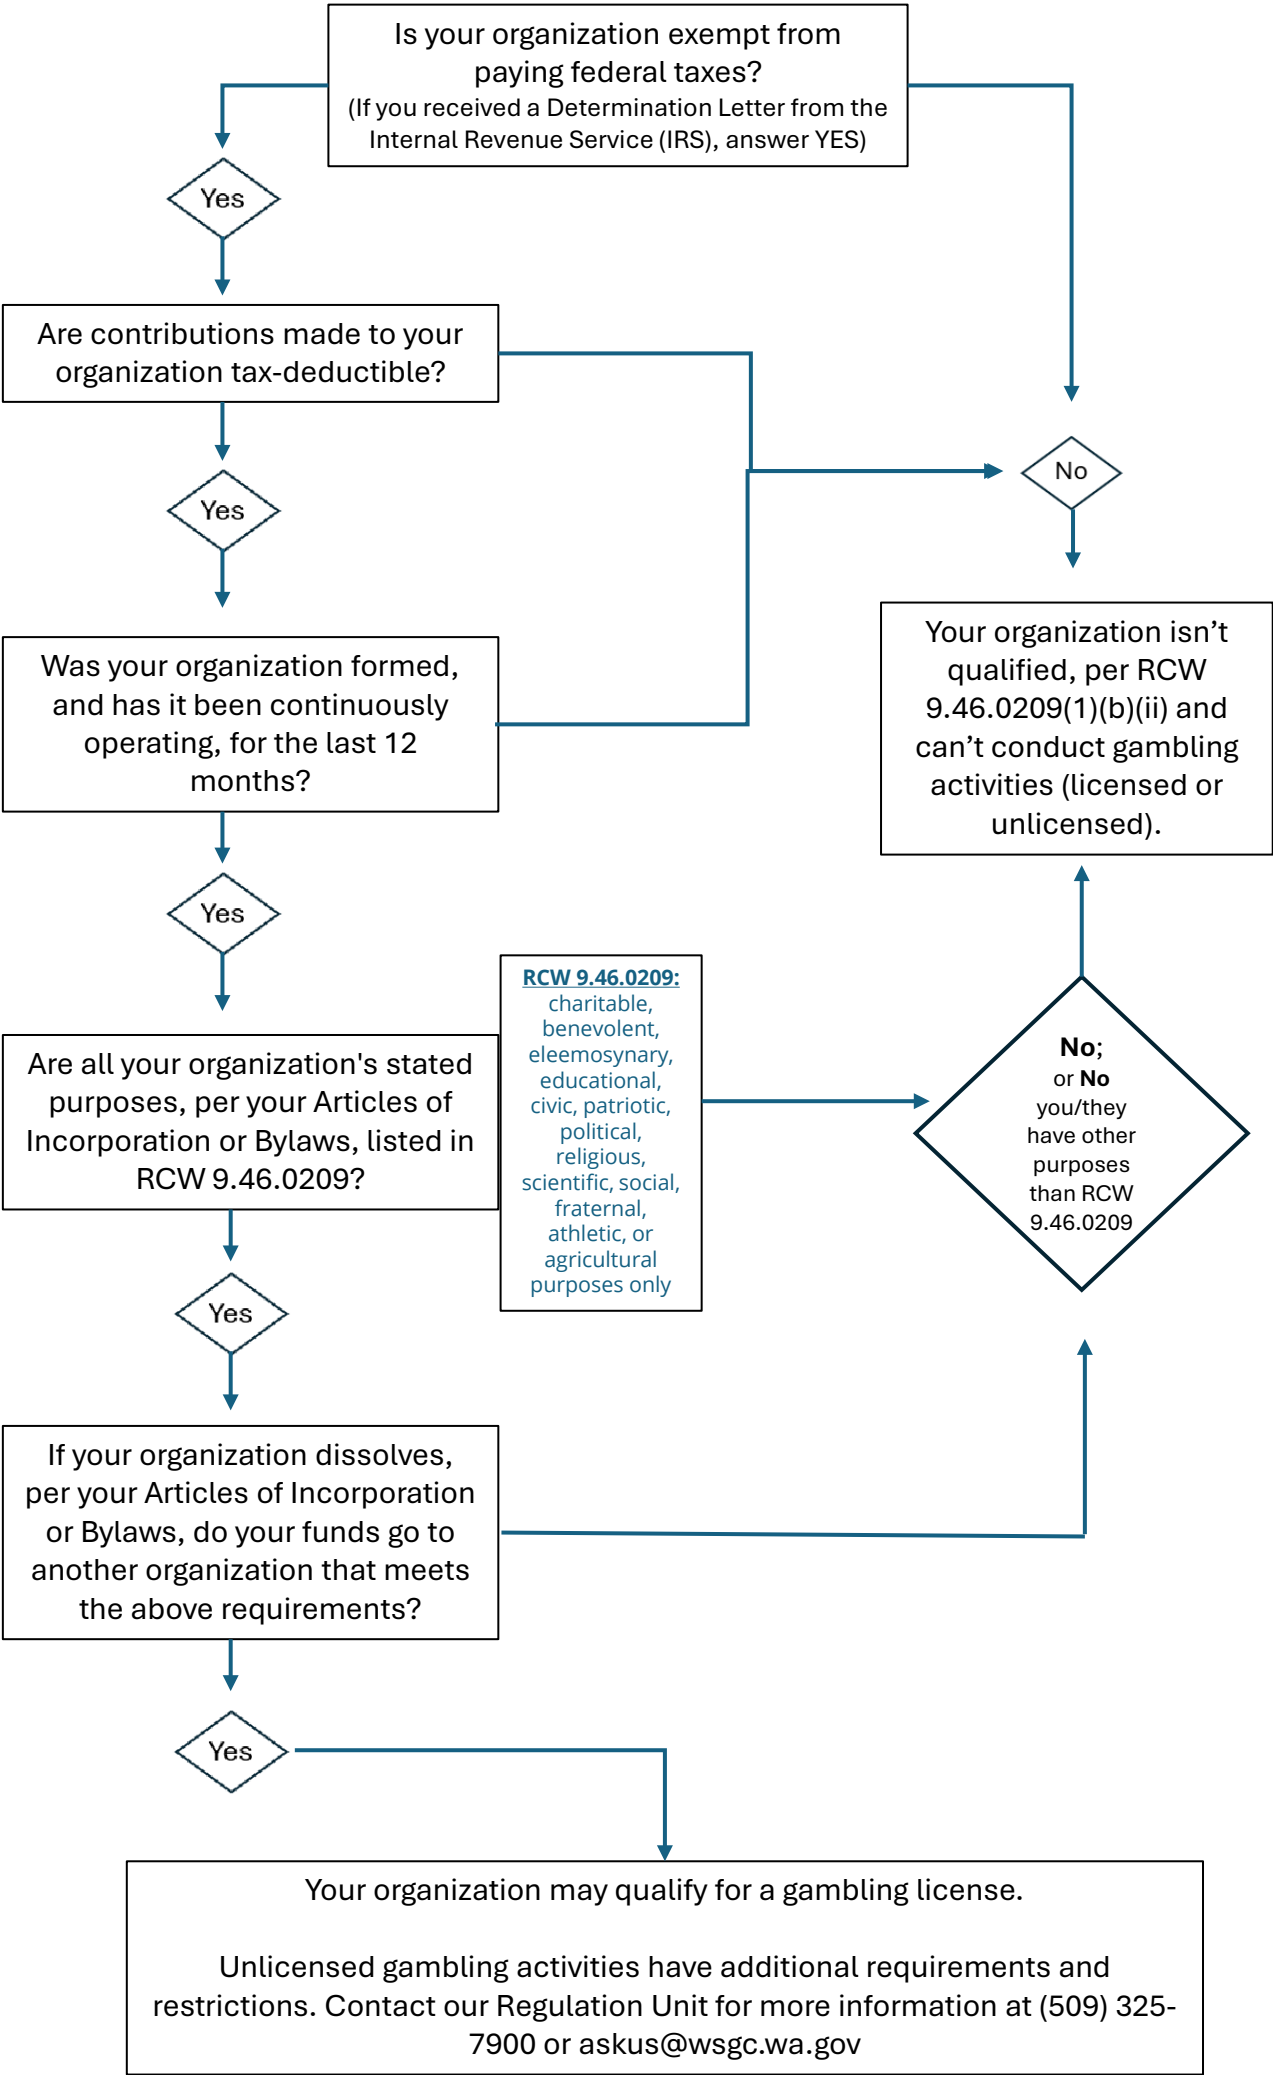 Is your organization exempt from
paying federal taxes?
(If you received a Determination Letter from the
Internal Revenue Service (IRS), answer YES)
Yes
Are contributions made to your
organization tax-deductible?
Yes
No
Was your organization formed,
and has it been continuously
operating, for the last 12
months?
Your organization isn’t
qualified, per RCW
9.46.0209(1)(b)(ii) and
can’t conduct gambling
activities (licensed or
unlicensed).
Yes
Are all your organization's stated
purposes, per your Articles of
Incorporation or Bylaws, listed in
RCW 9.46.0209?
RCW 9.46.0209:
charitable,
benevolent,
eleemosynary,
educational,
civic, patriotic,
political,
religious,
scientific, social,
fraternal,
athletic, or
agricultural
purposes only
No;
or No
you/they
have other
purposes
than RCW
9.46.0209
Yes
If your organization dissolves,
per your Articles of Incorporation
or Bylaws, do your funds go to
another organization that meets
the above requirements?
Yes
Your organization may qualify for a gambling license.
Unlicensed gambling activities have additional requirements and
restrictions. Contact our Regulation Unit for more information at (509) 325-
7900 or askus@wsgc.wa.gov